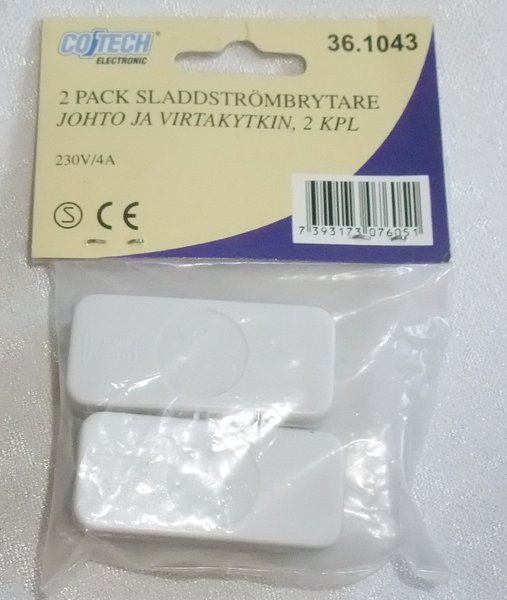 COTECH
ELECTRONIC
36.1043
2 PACK SLADDSTRÖMBRYTARE
JOHTO JA VIRTAKYTKIN, 2 KPL
230V/4A
S CE
7 393173 076051